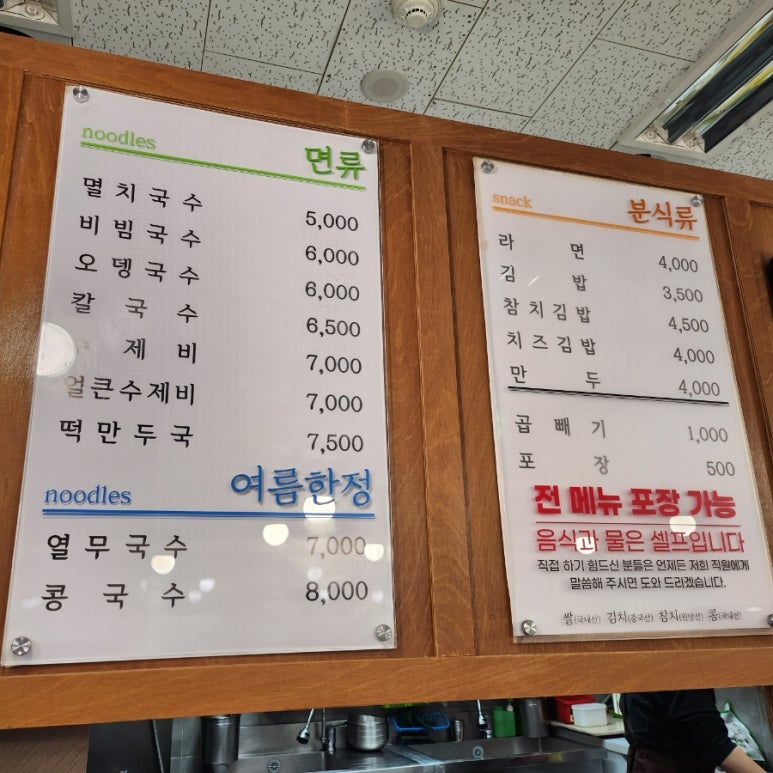 noodles 면류
멸치국수 5,000
비빔국수 6,000
오뎅국수 6,000
칼국수 6,500
제비 7,000
얼큰수제비 7,000
떡만두국 7,500
noodles 여름한정
열무국수 7,000
콩국수 8,000
snack 분식류
라면 4,000
김밥 3,500
참치김밥 4,500
치즈김밥 4,000
만두 4,000
곱빼기 1,000
포장 500
전 메뉴 포장 가능
음식과 물은 셀프입니다
직접 하기 힘드신 분들은 언제든 저희 직원에게
말씀해 주시면 도와 드리겠습니다.
쌀(국내산) 김치(중국산) 참치(원양산) 콩(국내산)